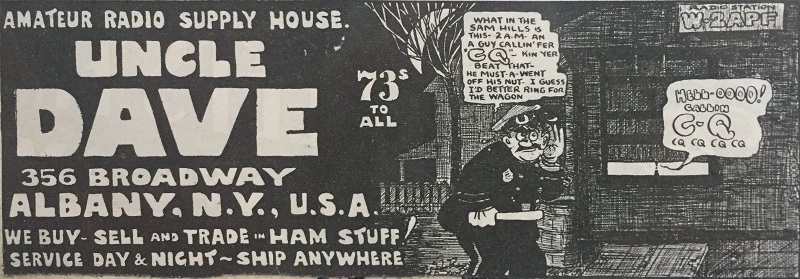 AMATEUR RADIO SUPPLY HOUSE.
UNCLE
DAVE
356 BROADWAY
ALBANY, N.Y., U.S.A.
WE BUY- SELL AND TRADE IN HAM STUFF!
SERVICE DAY & NIGHT~ SHIP ANYWHERE
73s
TO
ALL
WHAT IN THE
SAM HILLS IS
THIS- 2 A.M. AN
A GUY CALLIN' FER
"CQ"- KIN YER
BEAT THAT-
HE MUST-A-WENT
OFF HIS NUT- I GUESS
I'D BETTER RING FOR
THE WAGON
RADIO STATION
W-2APF
HELL-OOOO!
CALLIN
C-Q
CQ CQ CQ CQ